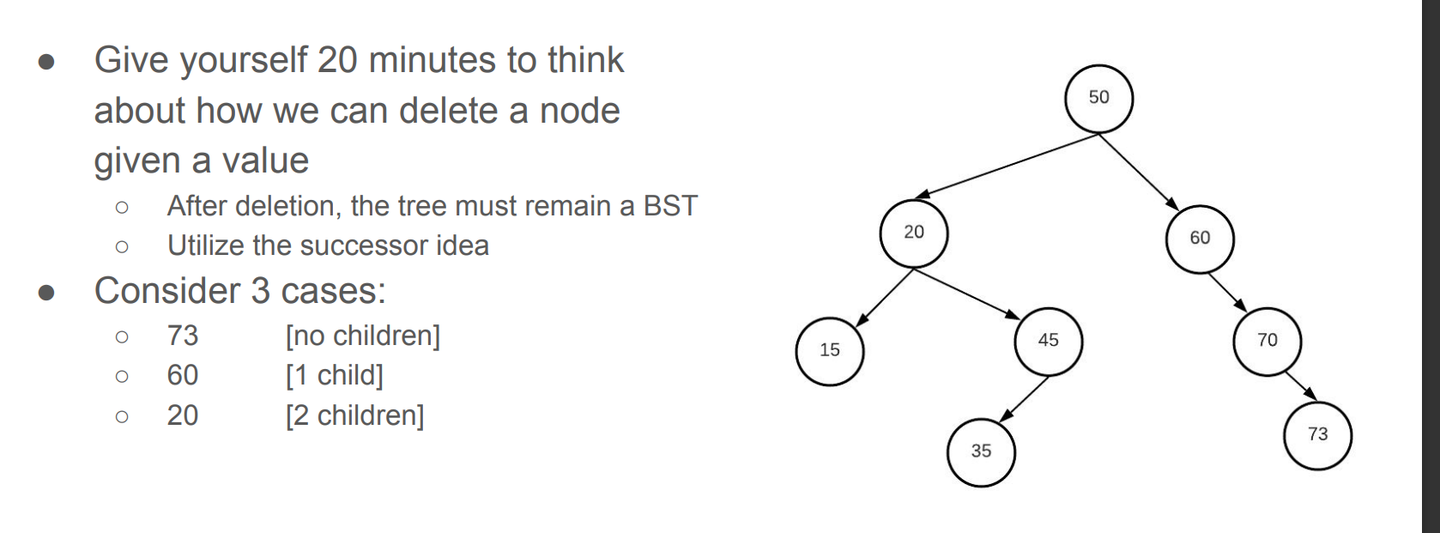 ● Give yourself 20 minutes to think
about how we can delete a node
given a value
○ After deletion, the tree must remain a BST
○ Utilize the successor idea
● Consider 3 cases:
○ 73 [no children]
○ 60 [1 child]
○ 20 [2 children]
50
20
60
15
45
70
35
73